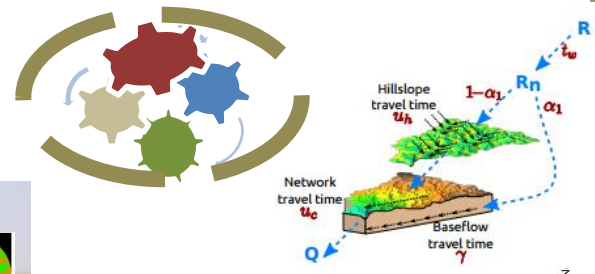 R
t_w
Rn
1−α1
α1
Hillslope
travel time
u_h
Network
travel time
u_c
Baseflow
travel time
γ
Q